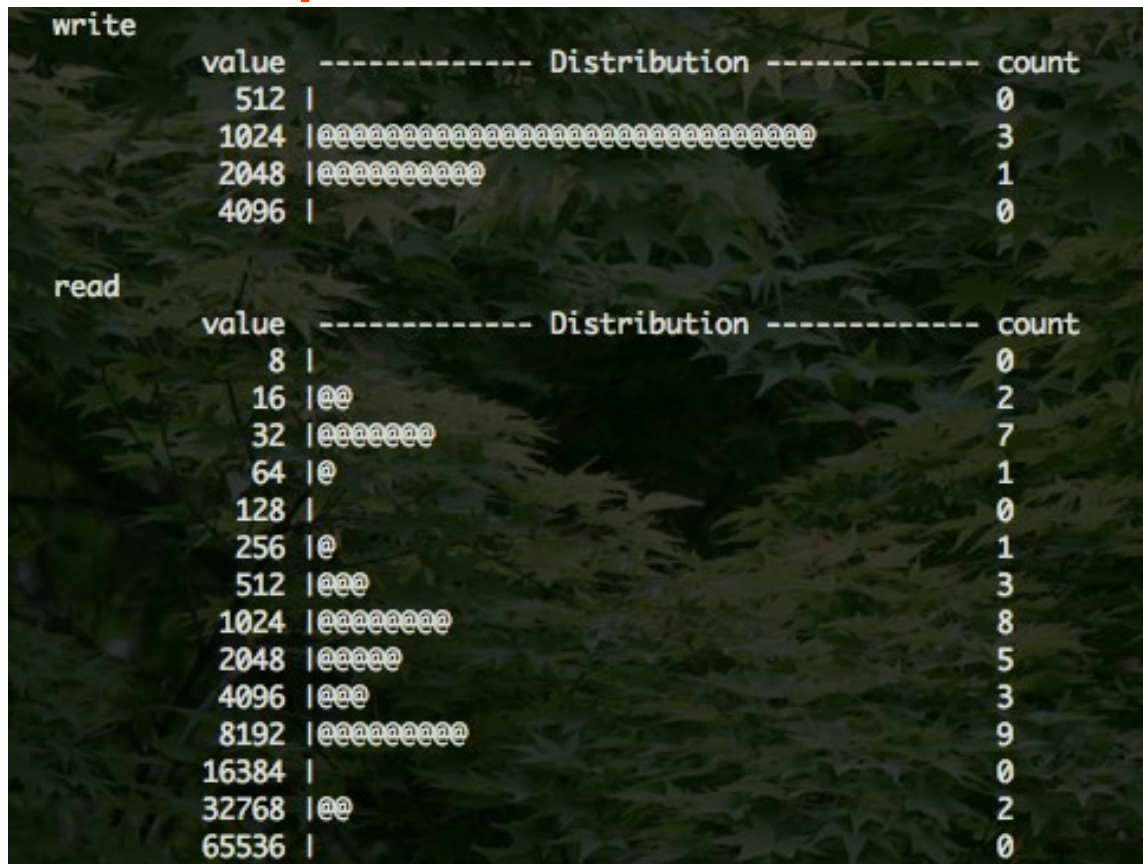 write
value ------------- Distribution ------------- count
512 | 0
1024 |@@@@@@@@@@@@@@@@@@@@@@@@@@@@@@ 3
2048 |@@@@@@@@@@ 1
4096 | 0
read
value ------------- Distribution ------------- count
8 | 0
16 |@@ 2
32 |@@@@@@@ 7
64 |@ 1
128 | 0
256 |@ 1
512 |@@@ 3
1024 |@@@@@@@@ 8
2048 |@@@@@ 5
4096 |@@@ 3
8192 |@@@@@@@@@ 9
16384 | 0
32768 |@@ 2
65536 | 0